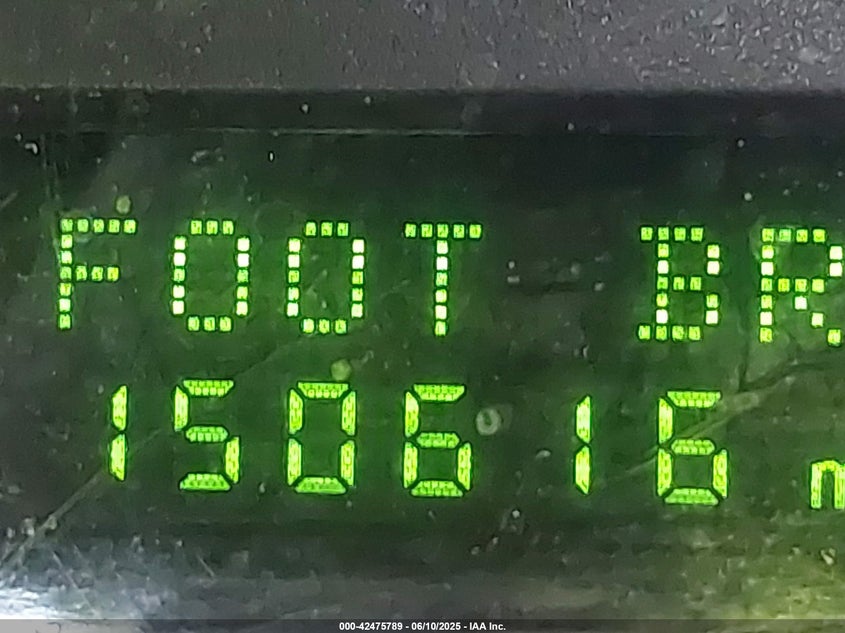 FOOT BR
150616 m
000-42475789 - 06/10/2025 - IAA Inc.